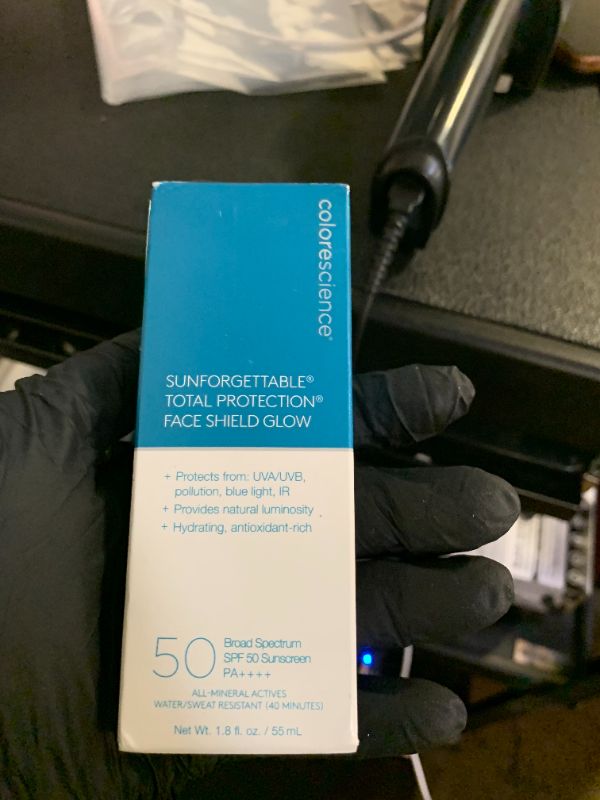 colorescience®
SUNFORGETTABLE®
TOTAL PROTECTION®
FACE SHIELD GLOW
+ Protects from: UVA/UVB,
pollution, blue light, IR
+ Provides natural luminosity
+ Hydrating, antioxidant-rich
50
Broad Spectrum
SPF 50 Sunscreen
PA++++
ALL-MINERAL ACTIVES
WATER/SWEAT RESISTANT (40 MINUTES)
Net Wt. 1.8 fl. oz. / 55 mL